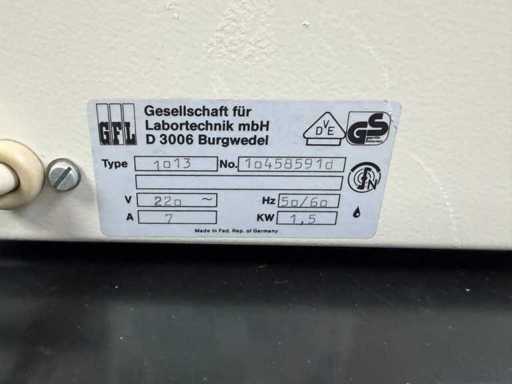 GFL
Gesellschaft für
Labortechnik mbH
D 3006 Burgwedel
DVE
GS
Type 1013 No. 10458591d
V 220 ~ Hz 50/60
A 7 KW 1,5
Made in Fed. Rep. of Germany